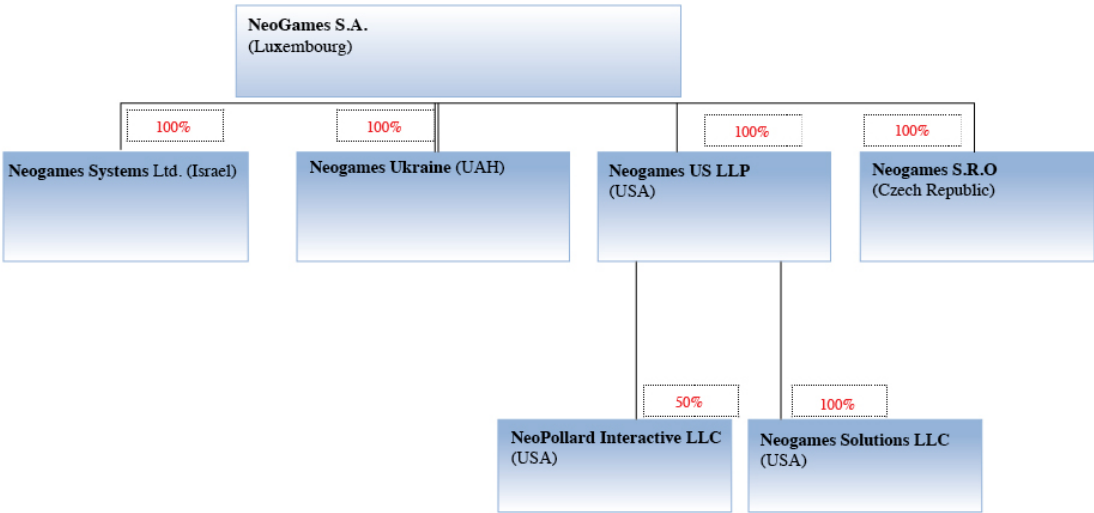 NeoGames S.A.
(Luxembourg)
100%
100%
100%
100%
Neogames Systems Ltd. (Israel)
Neogames Ukraine (UAH)
Neogames US LLP
(USA)
Neogames S.R.O
(Czech Republic)
50%
100%
NeoPollard Interactive LLC
(USA)
Neogames Solutions LLC
(USA)